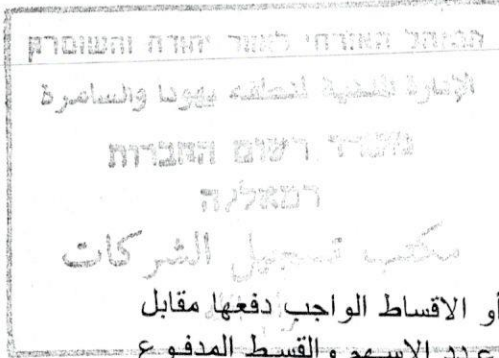 המנהל האזרחי לאזור יהודה והשומרון
الإدارة المدنية لمنطقة يهودا والسامرة
משרד רשום החברות
רמאללה
مكتب تسجيل الشركات
أو الاقساط الواجب دفعها مقابل
عدد الاسهم والقسط المدفوع